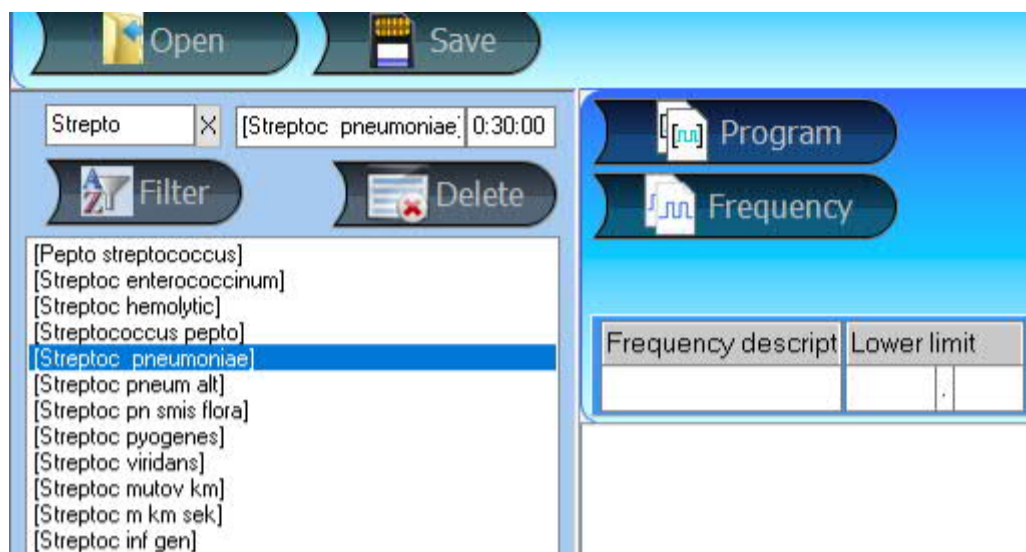 Open
Save
Strepto
X
[Streptoc pneumoniae]
0:30:00
Filter
Delete
[Pepto streptococcus]
[Streptoc enterococcinum]
[Streptoc hemolytic]
[Streptococcus pepto]
[Streptoc pneumoniae]
[Streptoc pneum alt]
[Streptoc pn smis flora]
[Streptoc pyogenes]
[Streptoc viridans]
[Streptoc mutov km]
[Streptoc m km sek]
[Streptoc inf gen]
Program
Frequency
Frequency descript
Lower limit
.